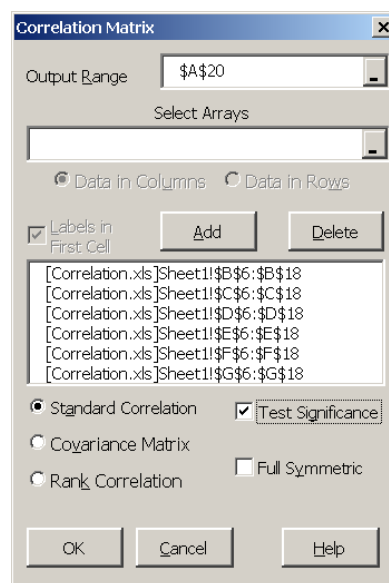 Correlation Matrix
Output Range $A$20
Select Arrays
Data in Columns Data in Rows
Labels in
First Cell
Add Delete
[Correlation.xls]Sheet1!$B$6:$B$18
[Correlation.xls]Sheet1!$C$6:$C$18
[Correlation.xls]Sheet1!$D$6:$D$18
[Correlation.xls]Sheet1!$E$6:$E$18
[Correlation.xls]Sheet1!$F$6:$F$18
[Correlation.xls]Sheet1!$G$6:$G$18
Standard Correlation Test Significance
Covariance Matrix
Full Symmetric
Rank Correlation
OK Cancel Help